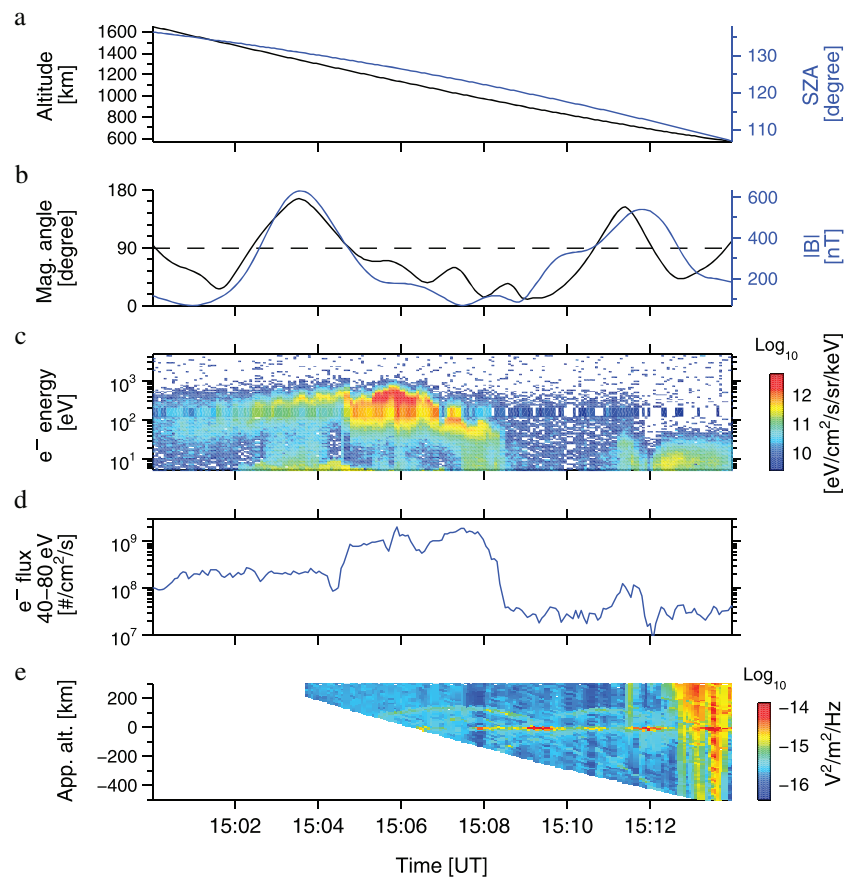 a
1600
1400
1200
1000
800
600
Altitude
[km]
130
120
110
SZA
[degree]
b
180
90
0
Mag. angle
[degree]
600
400
200
|B|
[nT]
c
10³
10²
10¹
e⁻ energy
[eV]
Log₁₀
12
11
10
[eV/cm²/s/sr/keV]
d
10⁹
10⁸
10⁷
e⁻ flux
40–80 eV
[#/cm²/s]
e
200
0
−200
−400
App. alt. [km]
Log₁₀
−14
−15
−16
V²/m²/Hz
15:02 15:04 15:06 15:08 15:10 15:12
Time [UT]